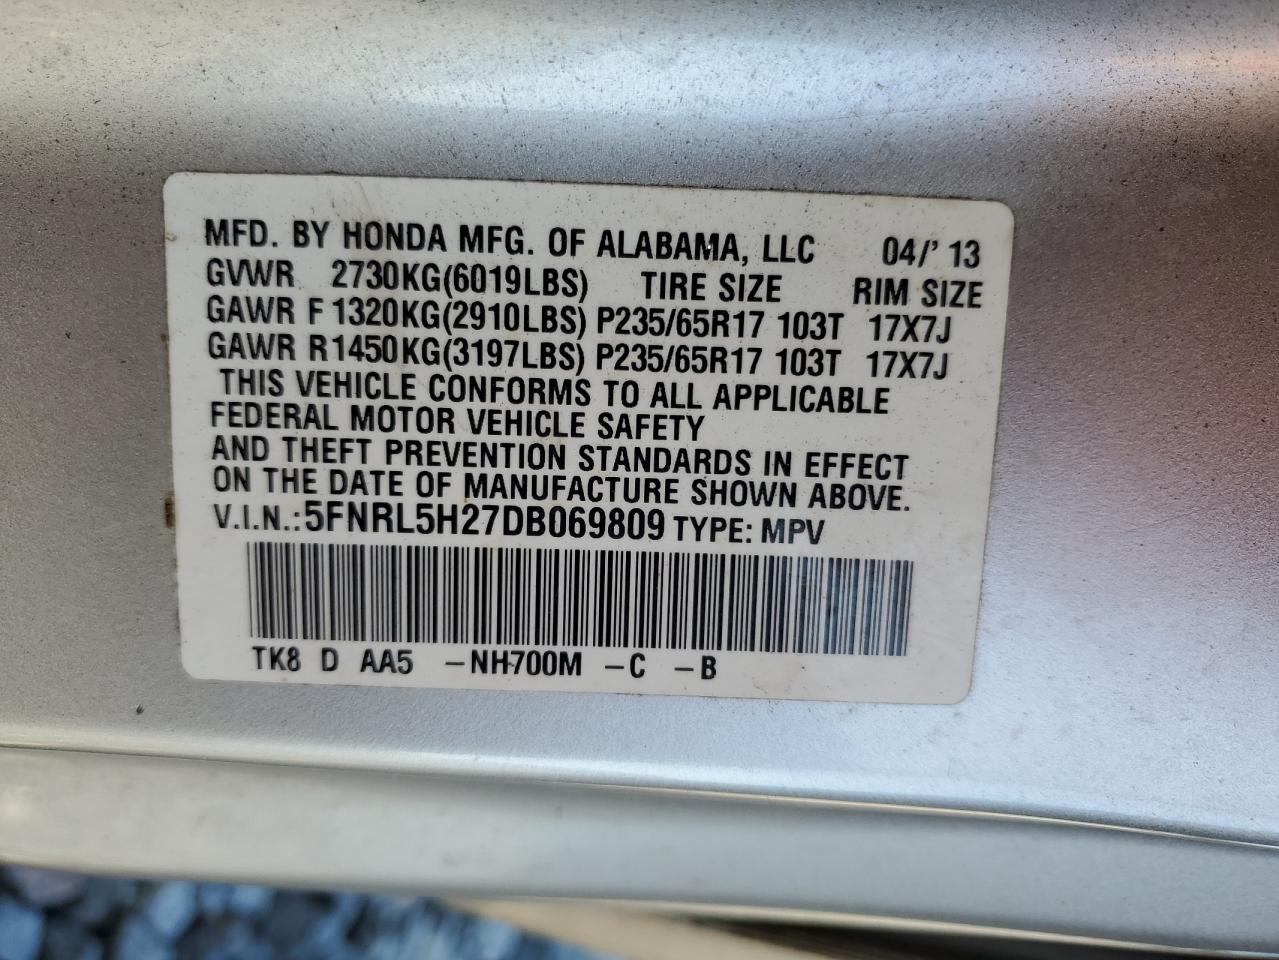 MFD. BY HONDA MFG. OF ALABAMA, LLC 04/' 13
GVWR 2730KG(6019LBS) TIRE SIZE RIM SIZE
GAWR F 1320KG(2910LBS) P235/65R17 103T 17X7J
GAWR R1450KG(3197LBS) P235/65R17 103T 17X7J
THIS VEHICLE CONFORMS TO ALL APPLICABLE
FEDERAL MOTOR VEHICLE SAFETY
AND THEFT PREVENTION STANDARDS IN EFFECT
ON THE DATE OF MANUFACTURE SHOWN ABOVE.
V.I.N.:5FNRL5H27DB069809 TYPE: MPV
TK8 D AA5 –NH-700M –C –B